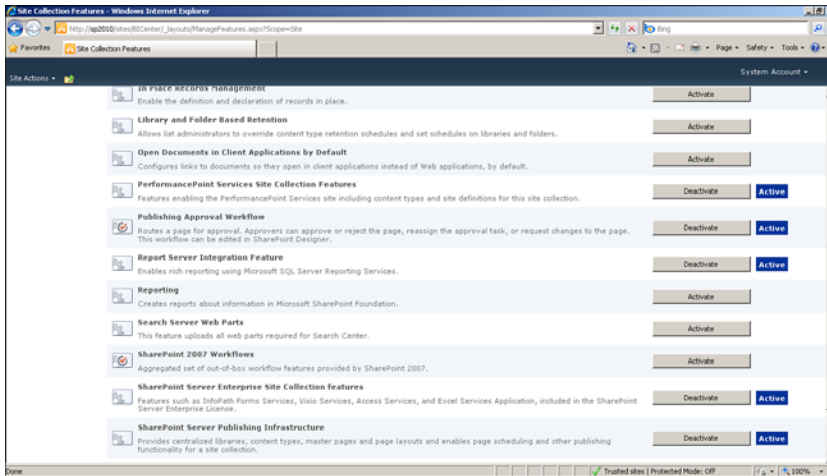 Site Collection Features - Windows Internet Explorer
http://sp2010/sites/BICenter/_layouts/ManageFeatures.aspx?Scope=Site
Bing
Favorites
Site Collection Features
Page
Safety
Tools
Site Actions
System Account
In Place Records Management
Enable the definition and declaration of records in place.
Activate
Library and Folder Based Retention
Allows list administrators to override content type retention schedules and set schedules on libraries and folders.
Activate
Open Documents in Client Applications by Default
Configures links to documents so they open in client applications instead of Web applications, by default.
Activate
PerformancePoint Services Site Collection Features
Features enabling the PerformancePoint Services site including content types and site definitions for this site collection.
Deactivate
Active
Publishing Approval Workflow
Routes a page for approval. Approvers can approve or reject the page, reassign the approval task, or request changes to the page.
This workflow can be edited in SharePoint Designer.
Deactivate
Active
Report Server Integration Feature
Enables rich reporting using Microsoft SQL Server Reporting Services.
Deactivate
Active
Reporting
Creates reports about information in Microsoft SharePoint Foundation.
Activate
Search Server Web Parts
This feature uploads all web parts required for Search Center.
Activate
SharePoint 2007 Workflows
Aggregated set of out-of-box workflow features provided by SharePoint 2007.
Activate
SharePoint Server Enterprise Site Collection features
Features such as InfoPath Forms Services, Visio Services, Access Services, and Excel Services Application, included in the SharePoint
Server Enterprise License.
Deactivate
Active
SharePoint Server Publishing Infrastructure
Provides centralized libraries, content types, master pages and page layouts and enables page scheduling and other publishing
functionality for a site collection.
Deactivate
Active
Done
Trusted sites | Protected Mode: Off
100%